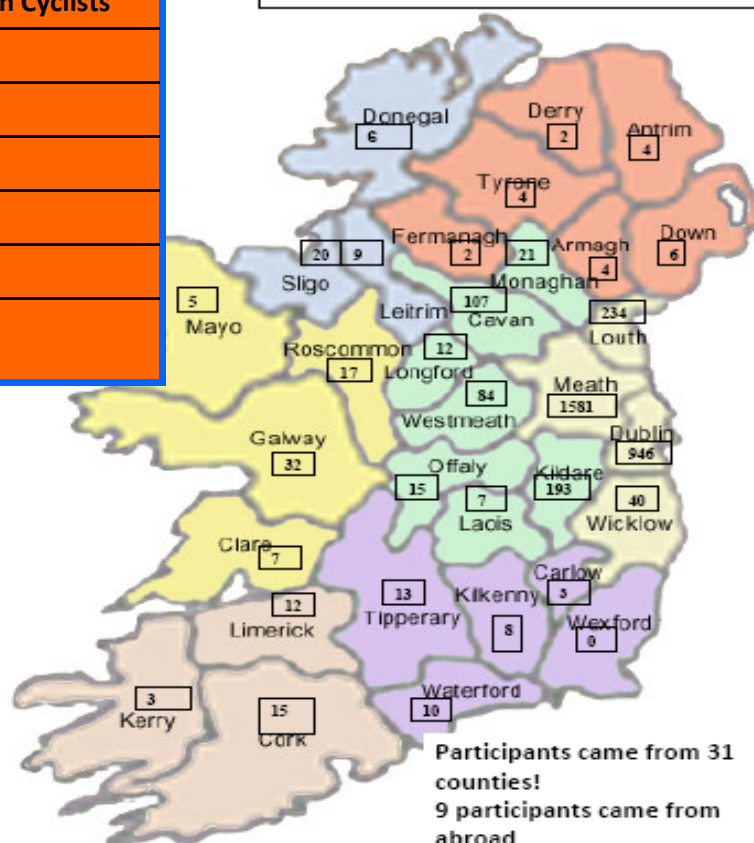 n Cyclists
Donegal
6
Derry
2
Antrim
4
Tyrone
4
Fermanagh
2
21
Monaghan
Armagh
4
Down
6
20
9
Sligo
Leitrim
107
Cavan
234
Louth
5
Mayo
Roscommon
17
12
Longford
84
Westmeath
Meath
1581
Dublin
946
Galway
32
Offaly
15
7
Laois
Kildare
193
40
Wicklow
Clare
7
12
Limerick
13
Tipperary
Kilkenny
8
Carlow
3
Wexford
0
3
Kerry
15
Cork
Waterford
10
Participants came from 31
counties!
9 participants came from
abroad